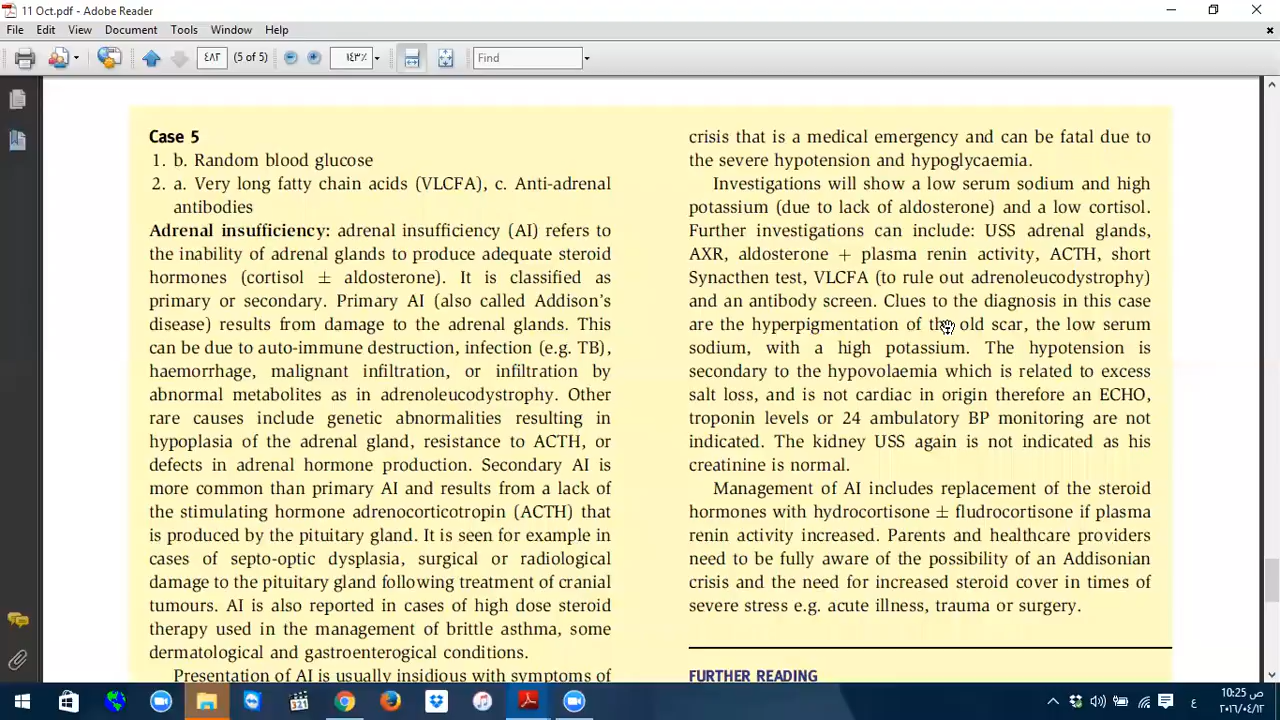 11 Oct.pdf - Adobe Reader
File Edit View Document Tools Window Help
٤٨٣ (5 of 5) ١٤٣٪ Find
Case 5
1. b. Random blood glucose
2. a. Very long fatty chain acids (VLCFA), c. Anti-adrenal
antibodies
Adrenal insufficiency: adrenal insufficiency (AI) refers to
the inability of adrenal glands to produce adequate steroid
hormones (cortisol ± aldosterone). It is classified as
primary or secondary. Primary AI (also called Addison's
disease) results from damage to the adrenal glands. This
can be due to auto-immune destruction, infection (e.g. TB),
haemorrhage, malignant infiltration, or infiltration by
abnormal metabolites as in adrenoleucodystrophy. Other
rare causes include genetic abnormalities resulting in
hypoplasia of the adrenal gland, resistance to ACTH, or
defects in adrenal hormone production. Secondary AI is
more common than primary AI and results from a lack of
the stimulating hormone adrenocorticotropin (ACTH) that
is produced by the pituitary gland. It is seen for example in
cases of septo-optic dysplasia, surgical or radiological
damage to the pituitary gland following treatment of cranial
tumours. AI is also reported in cases of high dose steroid
therapy used in the management of brittle asthma, some
dermatological and gastroenterogical conditions.
Presentation of AI is usually insidious with symptoms of
crisis that is a medical emergency and can be fatal due to
the severe hypotension and hypoglycaemia.
Investigations will show a low serum sodium and high
potassium (due to lack of aldosterone) and a low cortisol.
Further investigations can include: USS adrenal glands,
AXR, aldosterone + plasma renin activity, ACTH, short
Synacthen test, VLCFA (to rule out adrenoleucodystrophy)
and an antibody screen. Clues to the diagnosis in this case
are the hyperpigmentation of the old scar, the low serum
sodium, with a high potassium. The hypotension is
secondary to the hypovolaemia which is related to excess
salt loss, and is not cardiac in origin therefore an ECHO,
troponin levels or 24 ambulatory BP monitoring are not
indicated. The kidney USS again is not indicated as his
creatinine is normal.
Management of AI includes replacement of the steroid
hormones with hydrocortisone ± fludrocortisone if plasma
renin activity increased. Parents and healthcare providers
need to be fully aware of the possibility of an Addisonian
crisis and the need for increased steroid cover in times of
severe stress e.g. acute illness, trauma or surgery.
FURTHER READING
ع
10:25 ص
٢٠١٦/٠٤/١٢